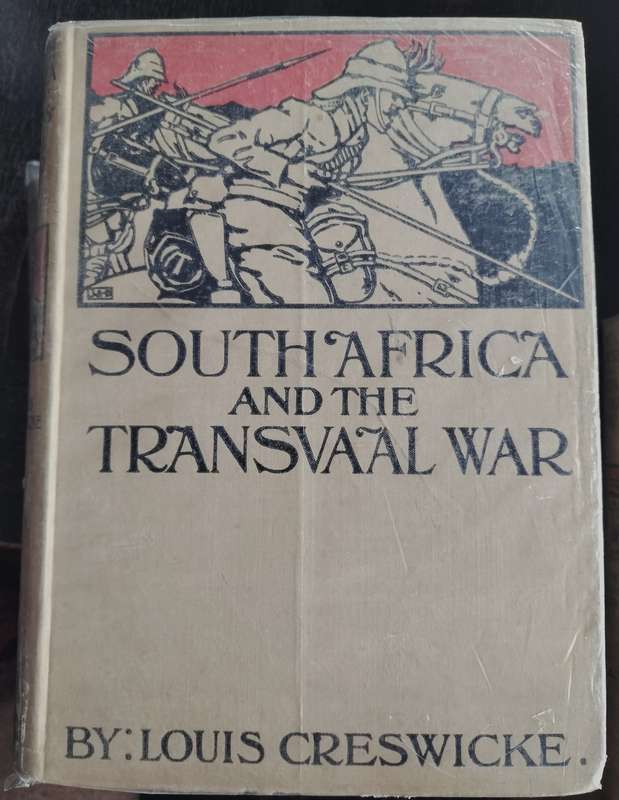 SOUTH AFRICA
AND THE
TRANSVAAL WAR
BY: LOUIS CRESWICKE.